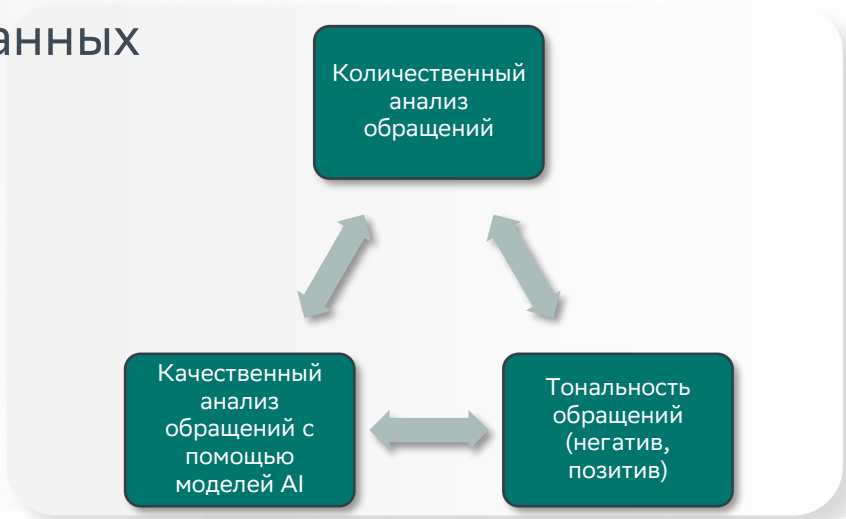 анных
Количественный
анализ
обращений
Качественный
анализ
обращений с
помощью
моделей AI
Тональность
обращений
(негатив,
позитив)